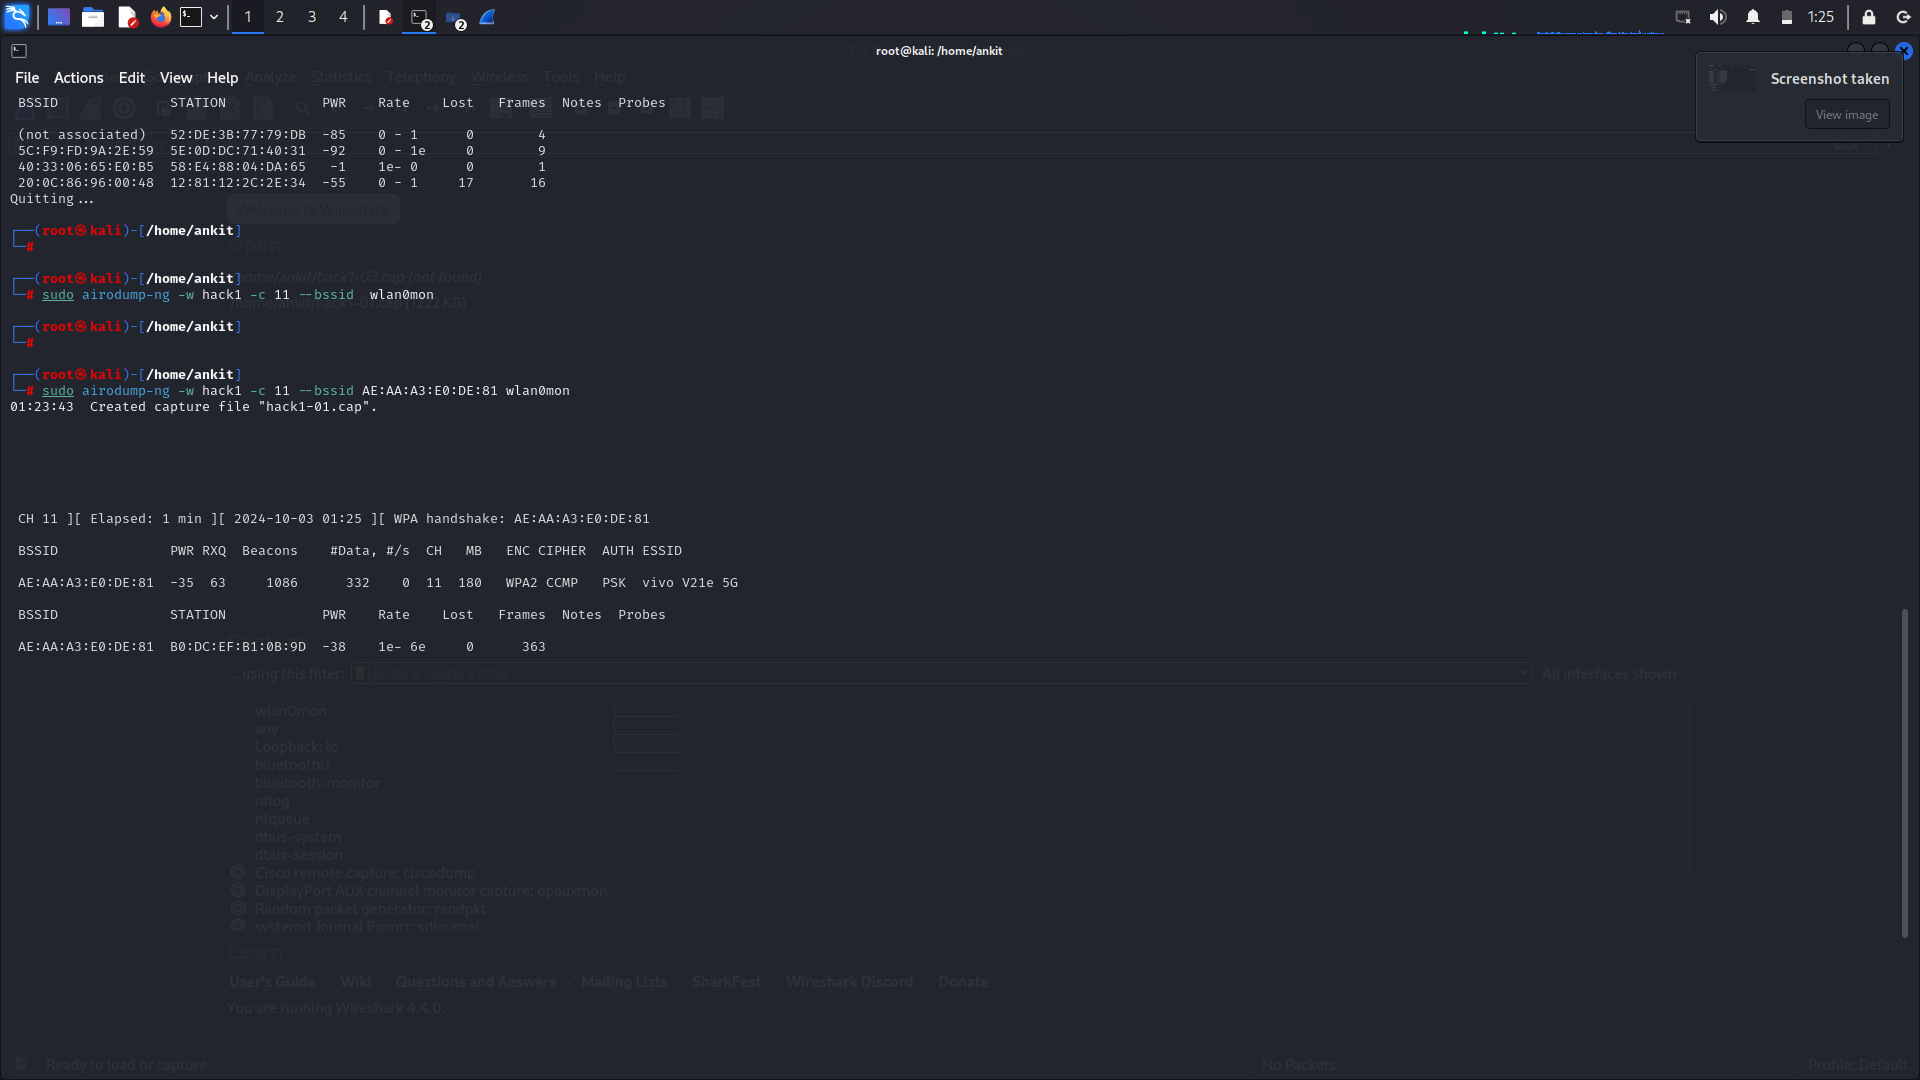 1 2 3 4 2 2 1:25
root@kali: /home/ankit
File Actions Edit View Help
Analyze Statistics Telephony Wireless Tools Help
Screenshot taken
View image
BSSID STATION PWR Rate Lost Frames Notes Probes
(not associated) 52:DE:3B:77:79:DB -85 0 - 1 0 4
5C:F9:FD:9A:2E:59 5E:0D:DC:71:40:31 -92 0 - 1e 0 9
40:33:06:65:E0:B5 58:E4:88:04:DA:65 -1 1e- 0 0 1
20:0C:86:96:00:48 12:81:12:2C:2E:34 -55 0 - 1 17 16
Quitting...
Welcome to Wireshark
┌──(root㉿kali)-[/home/ankit]
└─#
Open
┌──(root㉿kali)-[/home/ankit]
/home/ankit/hack1-03.cap (not found)
└─# sudo airodump-ng -w hack1 -c 11 --bssid  wlan0mon
/home/ankit/hack1-01.cap (1222 KB)
┌──(root㉿kali)-[/home/ankit]
└─#
┌──(root㉿kali)-[/home/ankit]
└─# sudo airodump-ng -w hack1 -c 11 --bssid AE:AA:A3:E0:DE:81 wlan0mon
01:23:43  Created capture file "hack1-01.cap".
CH 11 ][ Elapsed: 1 min ][ 2024-10-03 01:25 ][ WPA handshake: AE:AA:A3:E0:DE:81
BSSID PWR RXQ Beacons #Data, #/s CH MB ENC CIPHER AUTH ESSID
AE:AA:A3:E0:DE:81 -35 63 1086 332 0 11 180 WPA2 CCMP PSK vivo V21e 5G
BSSID STATION PWR Rate Lost Frames Notes Probes
AE:AA:A3:E0:DE:81 B0:DC:EF:B1:0B:9D -38 1e- 6e 0 363
...using this filter: Enter a capture filter ... All interfaces shown
wlan0mon
any
Loopback: lo
bluetooth0
bluetooth-monitor
nflog
nfqueue
dbus-system
dbus-session
Cisco remote capture: ciscodump
DisplayPort AUX channel monitor capture: dpauxmon
Random packet generator: randpkt
systemd Journal Export: sdjournal
Learn
User's Guide · Wiki · Questions and Answers · Mailing Lists · SharkFest · Wireshark Discord · Donate
You are running Wireshark 4.4.0.
Ready to load or capture No Packets Profile: Default